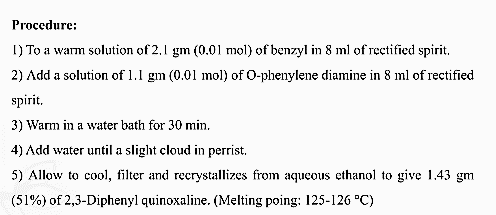 Procedure:
1) To a warm solution of 2.1 gm (0.01 mol) of benzyl in 8 ml of rectified spirit.
2) Add a solution of 1.1 gm (0.01 mol) of O-phenylene diamine in 8 ml of rectified
spirit.
3) Warm in a water bath for 30 min.
4) Add water until a slight cloud in perrist.
5) Allow to cool, filter and recrystallizes from aqueous ethanol to give 1.43 gm
(51%) of 2,3-Diphenyl quinoxaline. (Melting poing: 125-126 °C)